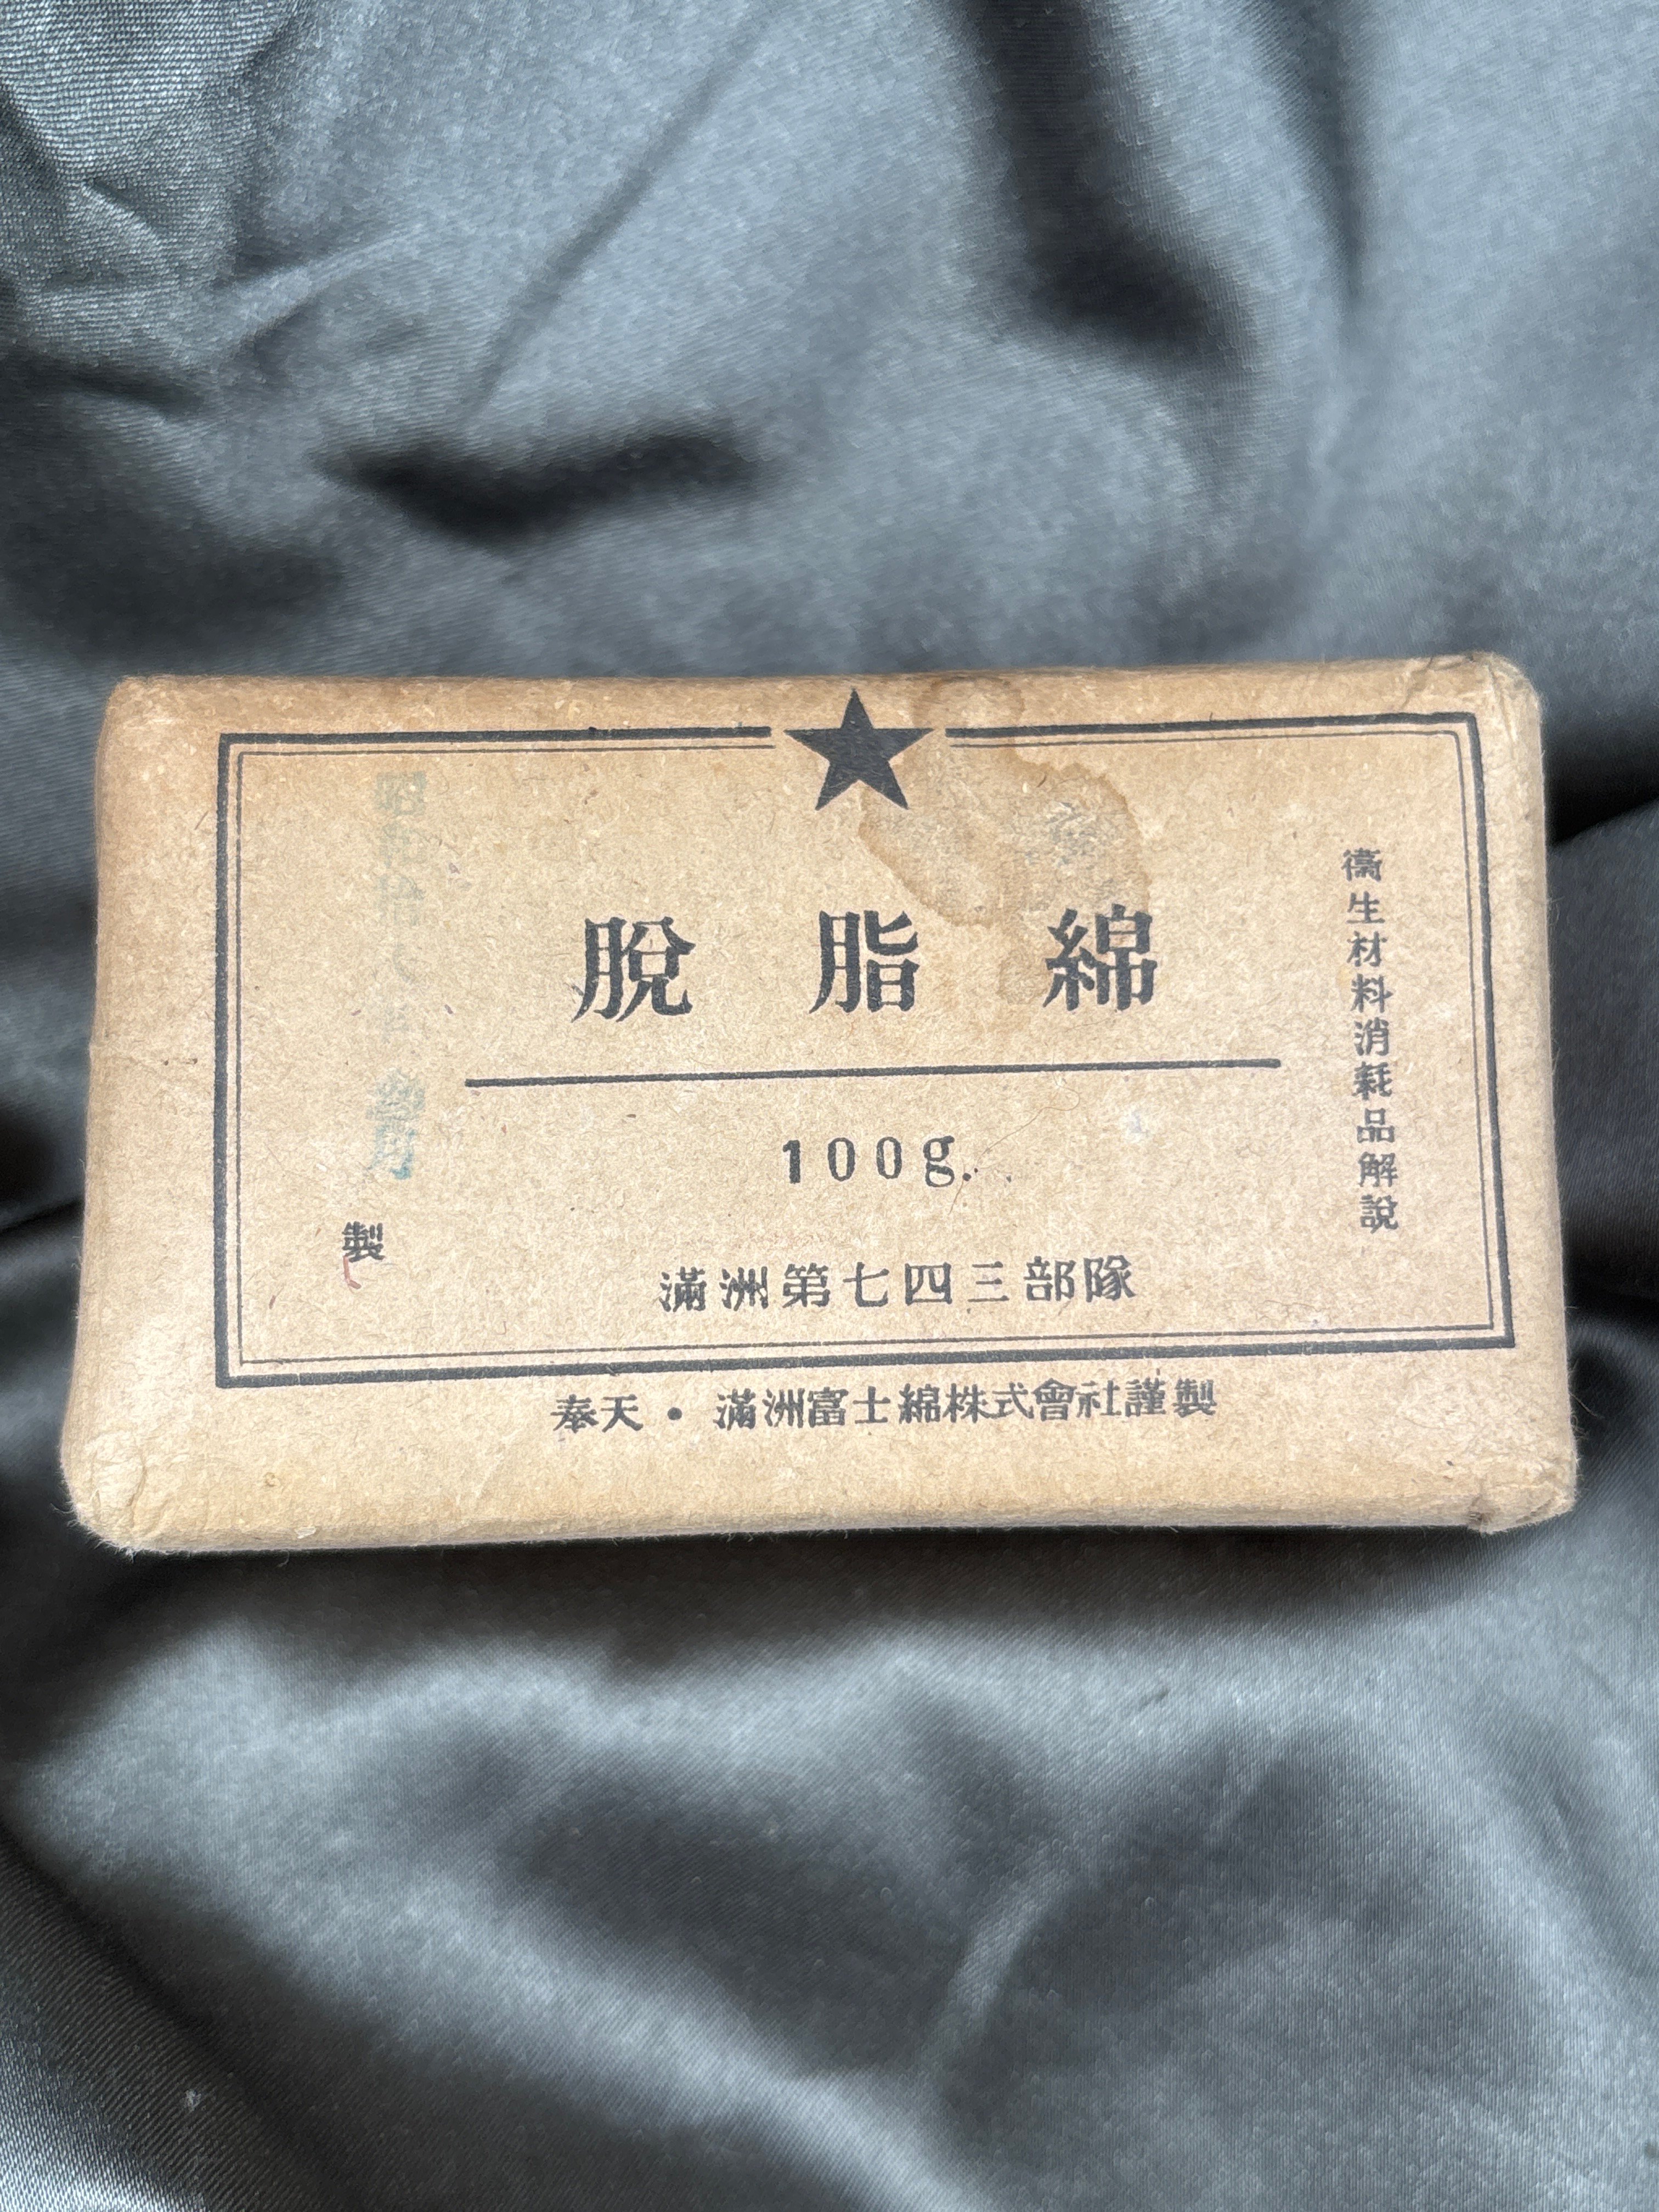 衞生材料消耗品解說
脫脂綿
100g.
滿洲第七四三部隊
製
奉天・滿洲富士綿株式會社謹製